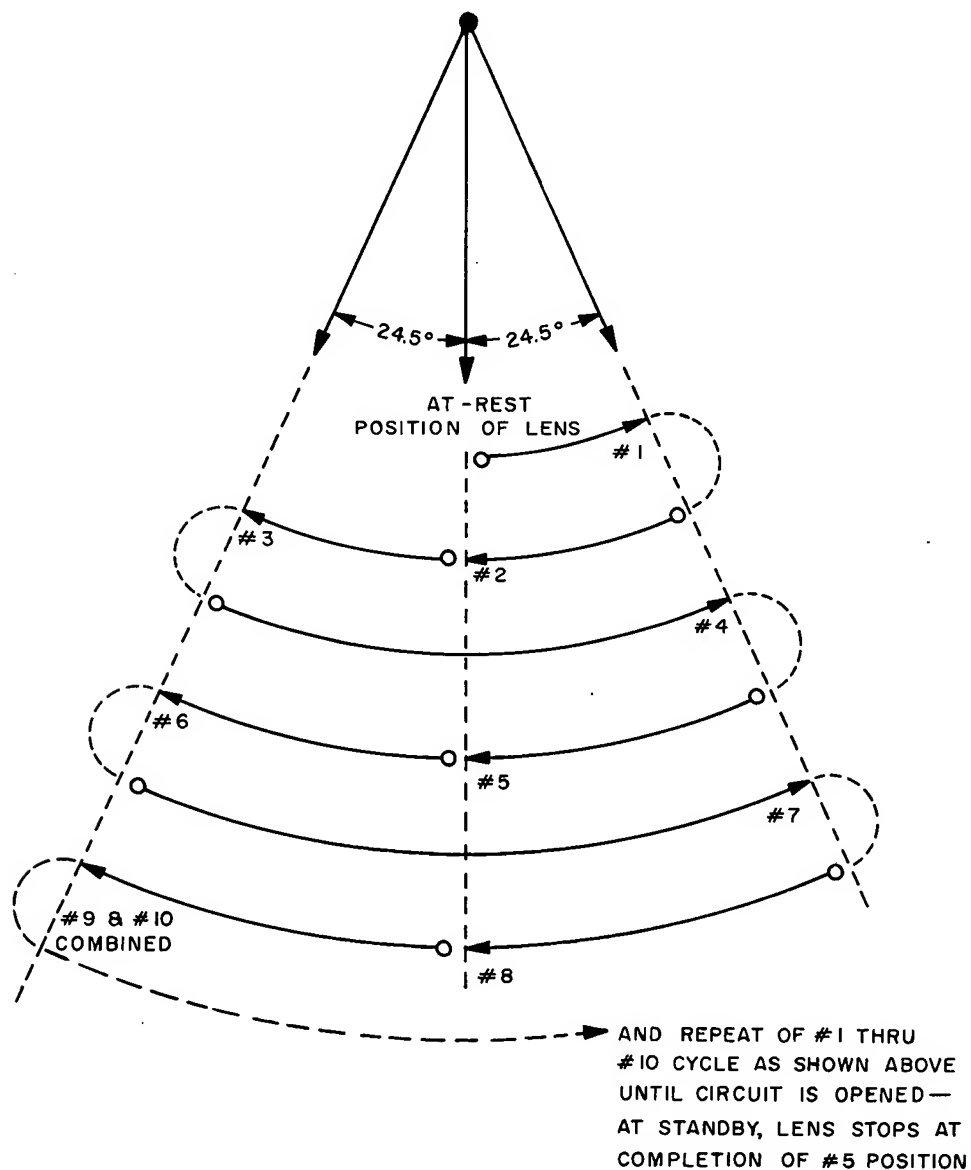 24.5°
24.5°
AT-REST
POSITION OF LENS
#1
#3
#2
#4
#6
#5
#7
#9 & #10
COMBINED
#8
AND REPEAT OF #1 THRU
#10 CYCLE AS SHOWN ABOVE
UNTIL CIRCUIT IS OPENED—
AT STANDBY, LENS STOPS AT
COMPLETION OF #5 POSITION